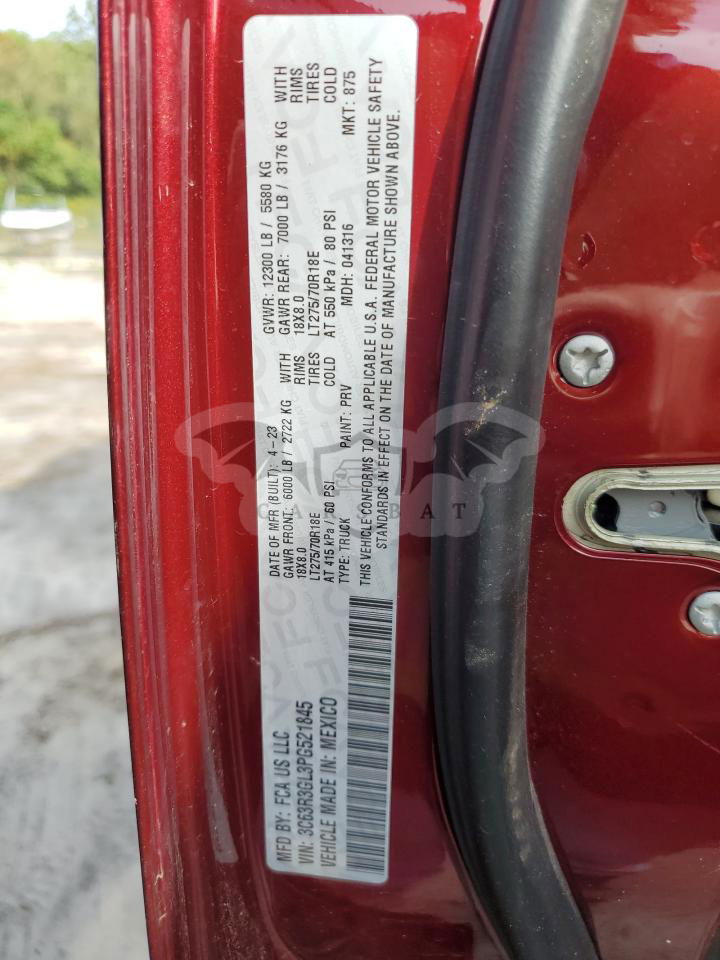 MFD BY: FCA US LLC
DATE OF MFR (BUILT): 4-23
GVWR: 12300 LB / 5580 KG
VIN: 3C63R3GL3PG521845
GAWR FRONT: 6000 LB / 2722 KG WITH
GAWR REAR: 7000 LB / 3176 KG WITH
VEHICLE MADE IN: MEXICO
18X8.0 RIMS
18X8.0 RIMS
LT275/70R18E TIRES
LT275/70R18E TIRES
AT 415 kPa / 60 PSI COLD
AT 550 kPa / 80 PSI COLD
TYPE: TRUCK PAINT: PRV MDH: 041316 MKT: 875
THIS VEHICLE CONFORMS TO ALL APPLICABLE U.S.A. FEDERAL MOTOR VEHICLE SAFETY
STANDARDS IN EFFECT ON THE DATE OF MANUFACTURE SHOWN ABOVE.
CARSBAT